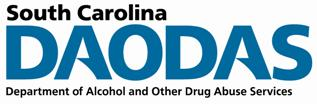 South Carolina
DAODAS
Department of Alcohol and Other Drug Abuse Services